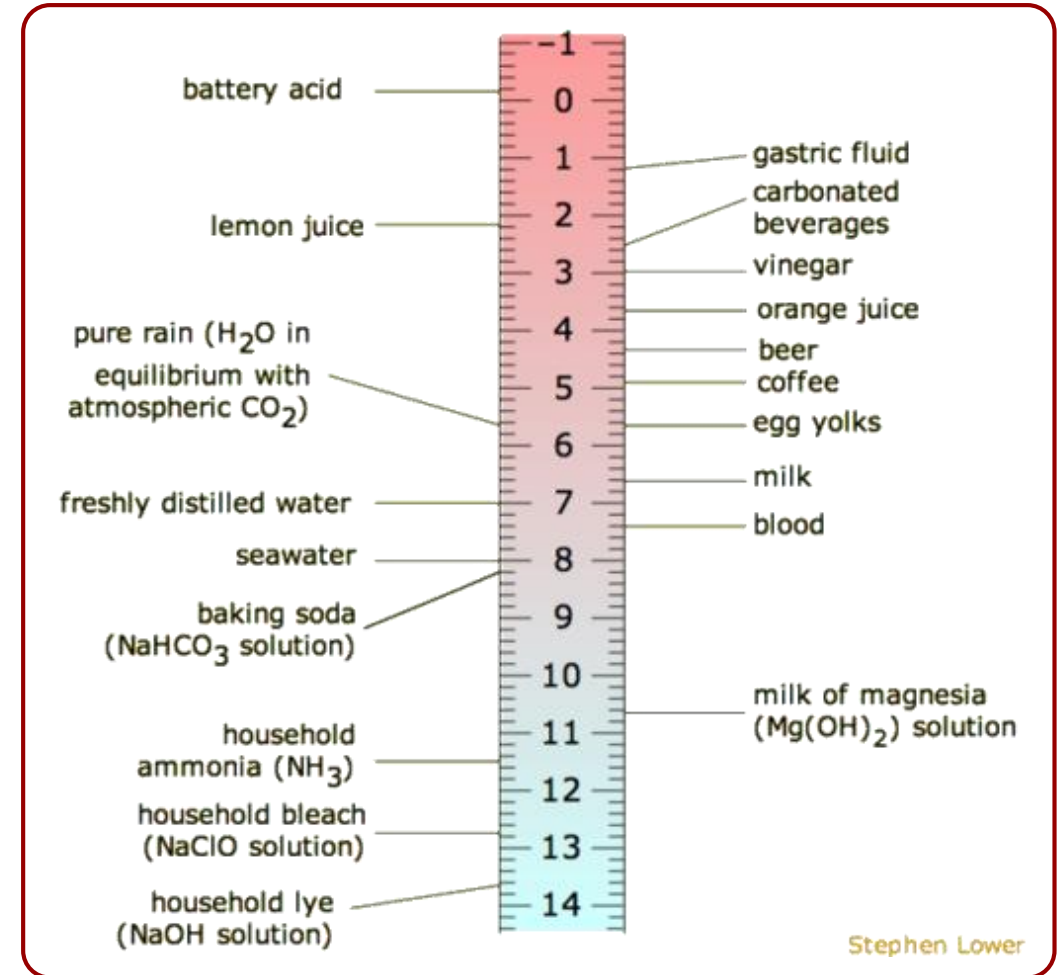 battery acid
lemon juice
pure rain (H₂O in
equilibrium with
atmospheric CO₂)
freshly distilled water
seawater
baking soda
(NaHCO₃ solution)
household
ammonia (NH₃)
household bleach
(NaClO solution)
household lye
(NaOH solution)
−1
0
1
2
3
4
5
6
7
8
9
10
11
12
13
14
gastric fluid
carbonated
beverages
vinegar
orange juice
beer
coffee
egg yolks
milk
blood
milk of magnesia
(Mg(OH)₂) solution
Stephen Lower